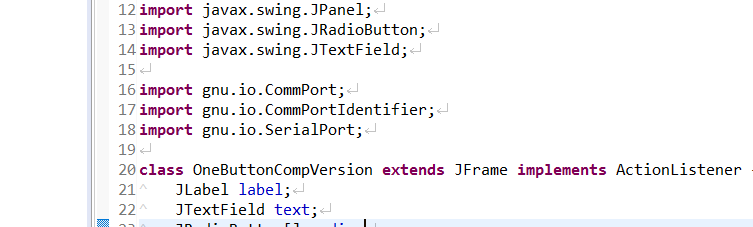 12 import javax.swing.JPanel;
13 import javax.swing.JRadioButton;
14 import javax.swing.JTextField;
15
16 import gnu.io.CommPort;
17 import gnu.io.CommPortIdentifier;
18 import gnu.io.SerialPort;
19
20 class OneButtonCompVersion extends JFrame implements ActionListener
21 JLabel label;
22 JTextField text;